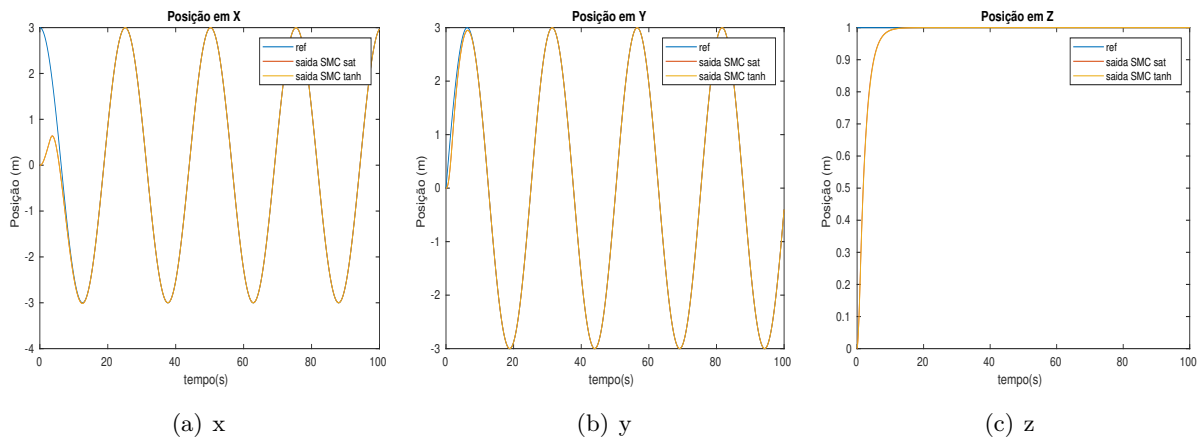 Posição em X
3
2
1
0
-1
-2
-3
-4
Posição (m)
0
20
40
60
80
100
tempo(s)
ref
saida SMC sat
saida SMC tanh
(a) x
Posição em Y
3
2
1
0
-1
-2
-3
Posição (m)
0
20
40
60
80
100
tempo(s)
ref
saida SMC sat
saida SMC tanh
(b) y
Posição em Z
1
0.9
0.8
0.7
0.6
0.5
0.4
0.3
0.2
0.1
0
Posição (m)
0
20
40
60
80
100
tempo(s)
ref
saida SMC sat
saida SMC tanh
(c) z